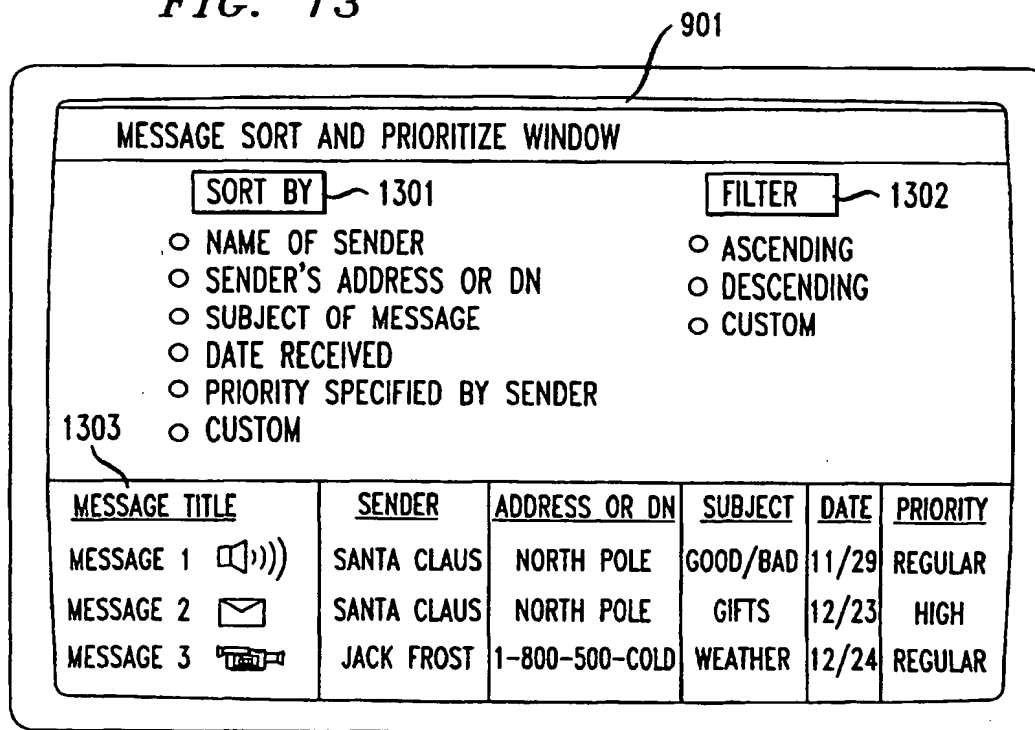 FIG. 13
901
MESSAGE SORT AND PRIORITIZE WINDOW
SORT BY 1301 FILTER 1302
NAME OF SENDER ASCENDING
SENDER'S ADDRESS OR DN DESCENDING
SUBJECT OF MESSAGE CUSTOM
DATE RECEIVED
PRIORITY SPECIFIED BY SENDER
1303 CUSTOM
MESSAGE TITLE SENDER ADDRESS OR DN SUBJECT DATE PRIORITY
MESSAGE 1 SANTA CLAUS NORTH POLE GOOD/BAD 11/29 REGULAR
MESSAGE 2 SANTA CLAUS NORTH POLE GIFTS 12/23 HIGH
MESSAGE 3 JACK FROST 1-800-500-COLD WEATHER 12/24 REGULAR